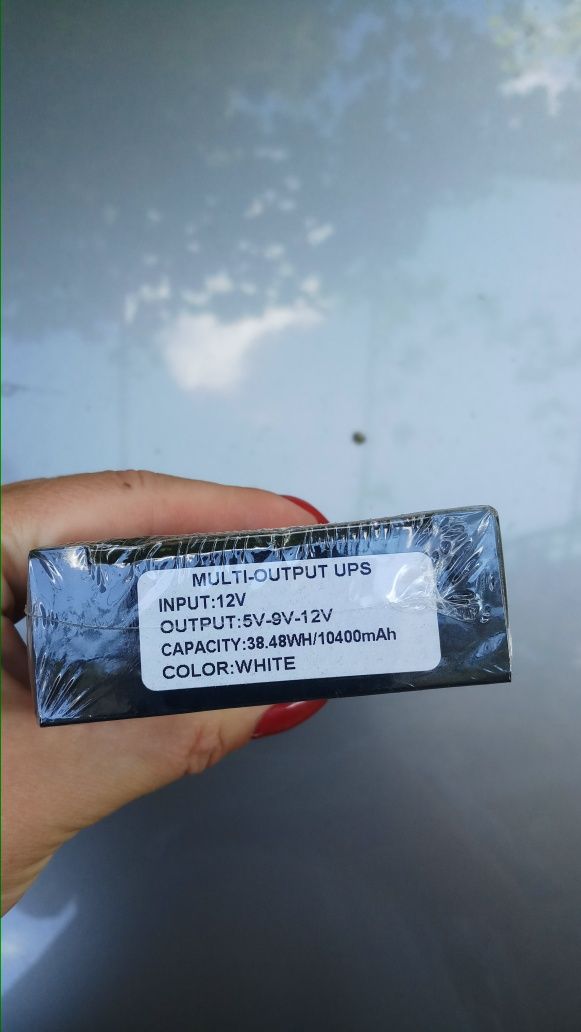 MULTI-OUTPUT UPS
INPUT:12V
OUTPUT:5V-9V-12V
CAPACITY:38.48WH/10400mAh
COLOR:WHITE